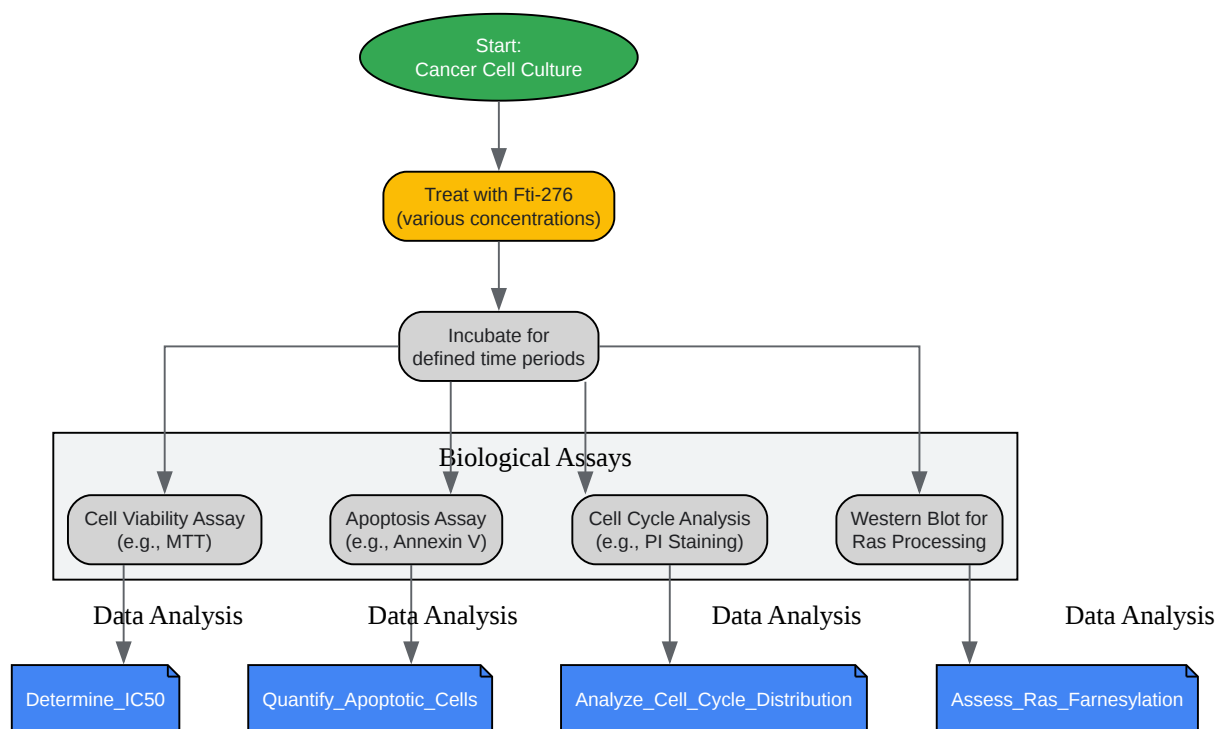 Start:
Cancer Cell Culture
Treat with Fti-276
(various concentrations)
Incubate for
defined time periods
Biological Assays
Cell Viability Assay
(e.g., MTT)
Apoptosis Assay
(e.g., Annexin V)
Cell Cycle Analysis
(e.g., PI Staining)
Western Blot for
Ras Processing
Data Analysis
Data Analysis
Data Analysis
Data Analysis
Determine_IC50
Quantify_Apoptotic_Cells
Analyze_Cell_Cycle_Distribution
Assess_Ras_Farnesylation